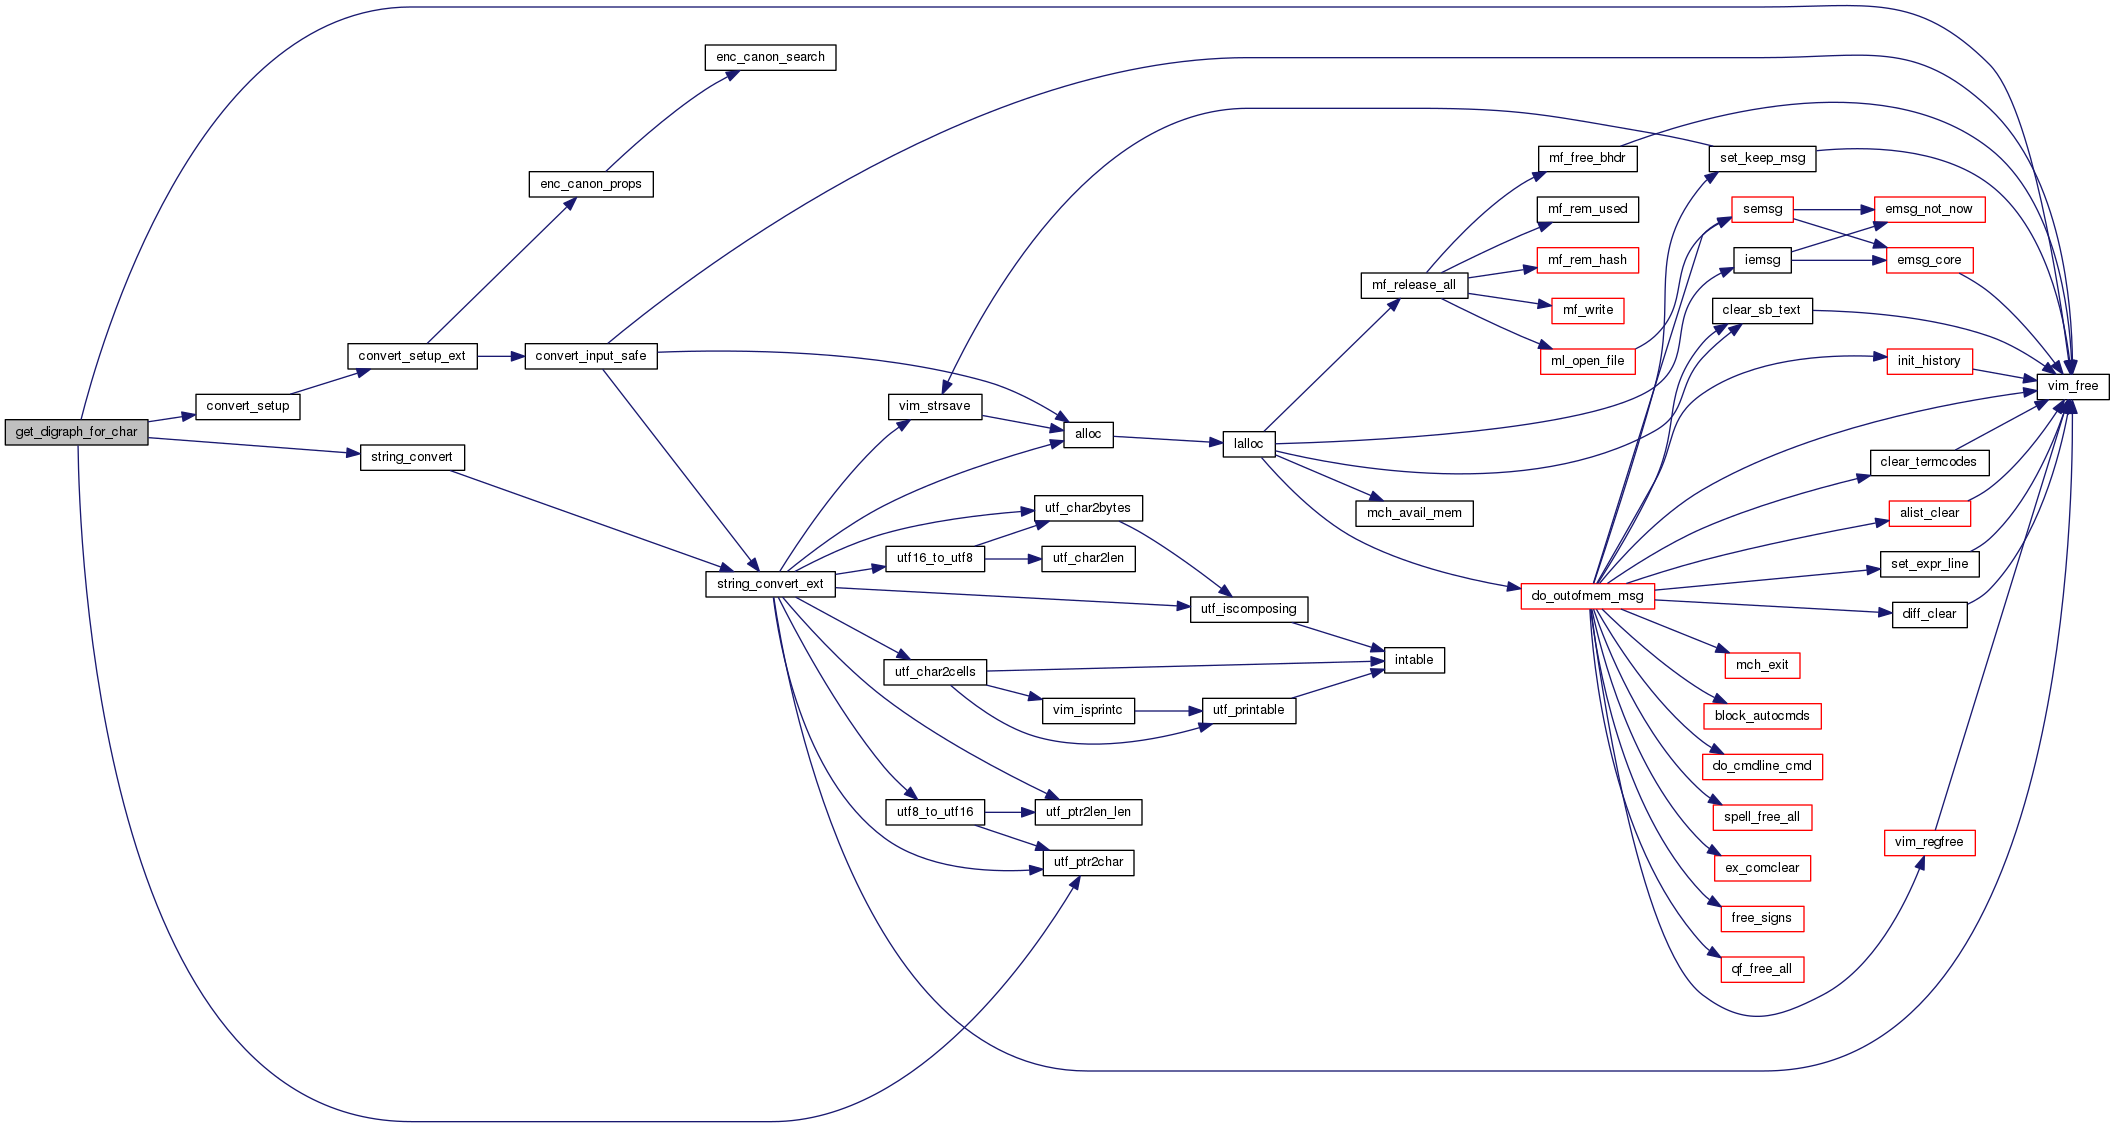 get_digraph_for_char
convert_setup
string_convert
convert_setup_ext
enc_canon_props
convert_input_safe
enc_canon_search
string_convert_ext
vim_strsave
utf16_to_utf8
utf_char2cells
utf8_to_utf16
alloc
utf_char2bytes
utf_char2len
vim_isprintc
utf_ptr2len_len
utf_ptr2char
lalloc
utf_iscomposing
utf_printable
mf_release_all
mch_avail_mem
intable
mf_free_bhdr
mf_rem_used
mf_rem_hash
mf_write
ml_open_file
do_outofmem_msg
set_keep_msg
semsg
iemsg
clear_sb_text
mch_exit
block_autocmds
do_cmdline_cmd
spell_free_all
ex_comclear
free_signs
qf_free_all
emsg_not_now
emsg_core
init_history
clear_termcodes
alist_clear
set_expr_line
diff_clear
vim_regfree
vim_free